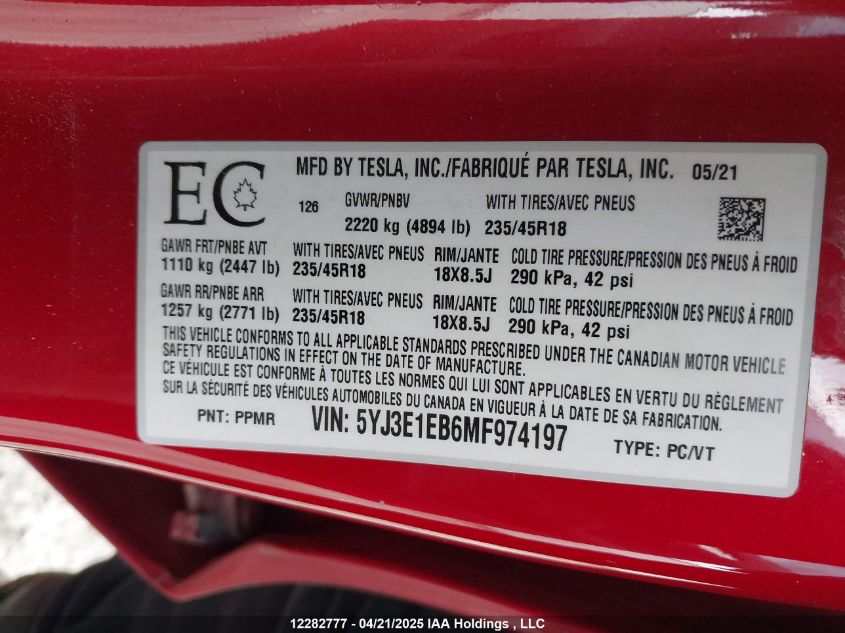 EC
MFD BY TESLA, INC./FABRIQUÉ PAR TESLA, INC. 05/21
126 GVWR/PNBV WITH TIRES/AVEC PNEUS
2220 kg (4894 lb) 235/45R18
GAWR FRT/PNBE AVT WITH TIRES/AVEC PNEUS RIM/JANTE COLD TIRE PRESSURE/PRESSION DES PNEUS À FROID
1110 kg (2447 lb) 235/45R18 18X8.5J 290 kPa, 42 psi
GAWR RR/PNBE ARR WITH TIRES/AVEC PNEUS RIM/JANTE COLD TIRE PRESSURE/PRESSION DES PNEUS À FROID
1257 kg (2771 lb) 235/45R18 18X8.5J 290 kPa, 42 psi
THIS VEHICLE CONFORMS TO ALL APPLICABLE STANDARDS PRESCRIBED UNDER THE CANADIAN MOTOR VEHICLE
SAFETY REGULATIONS IN EFFECT ON THE DATE OF MANUFACTURE.
CE VÉHICULE EST CONFORME À TOUTES LES NORMES QUI LUI SONT APPLICABLES EN VERTU DU RÈGLEMENT
SUR LA SÉCURITÉ DES VÉHICULES AUTOMOBILES DU CANADA EN VIGUEUR À LA DATE DE SA FABRICATION.
PNT: PPMR VIN: 5YJ3E1EB6MF974197 TYPE: PC/VT
12282777 - 04/21/2025 IAA Holdings , LLC